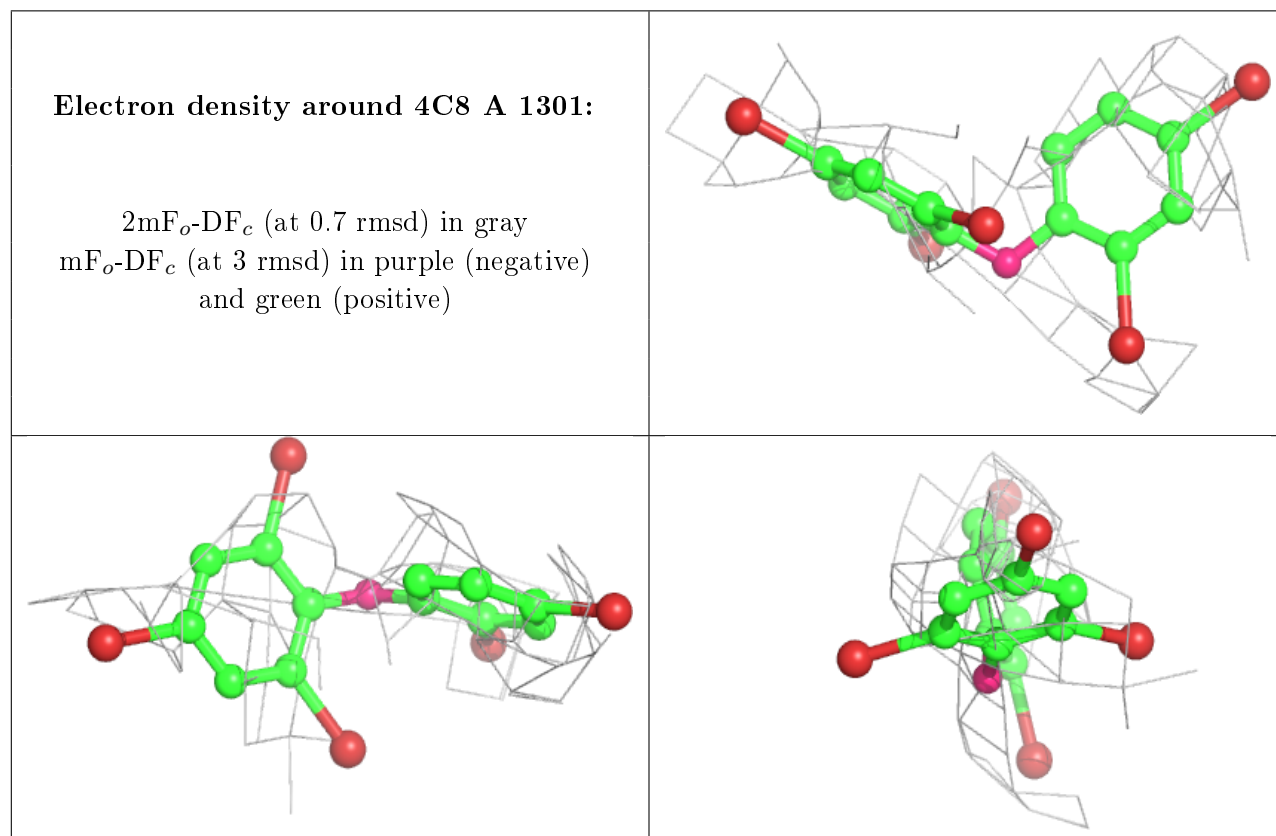 Electron density around 4C8 A 1301:
2mFo-DFc (at 0.7 rmsd) in gray
mFo-DFc (at 3 rmsd) in purple (negative)
and green (positive)